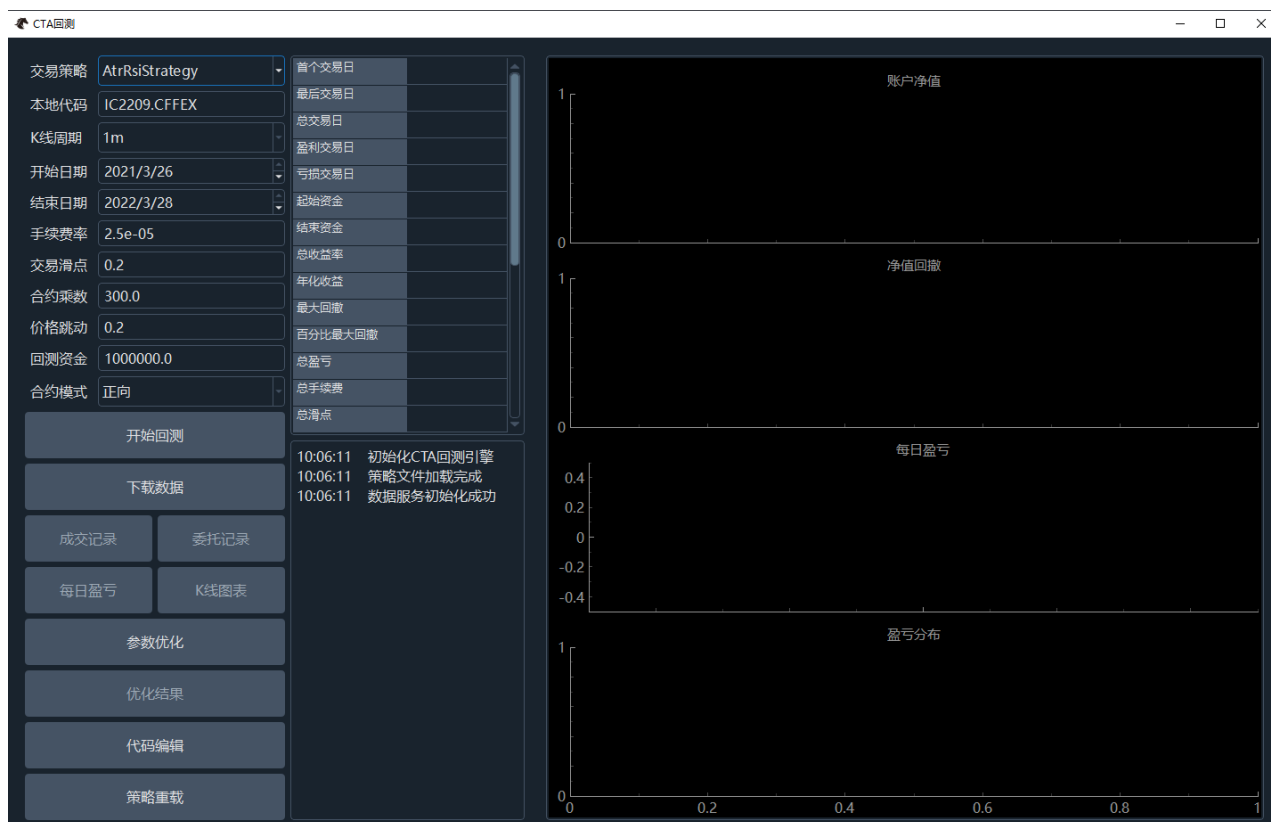 CTA回测
交易策略 AtrRsiStrategy
本地代码 IC2209.CFFEX
K线周期 1m
开始日期 2021/3/26
结束日期 2022/3/28
手续费率 2.5e-05
交易滑点 0.2
合约乘数 300.0
价格跳动 0.2
回测资金 1000000.0
合约模式 正向
开始回测
下载数据
成交记录 委托记录
每日盈亏 K线图表
参数优化
优化结果
代码编辑
策略重载
首个交易日
最后交易日
总交易日
盈利交易日
亏损交易日
起始资金
结束资金
总收益率
年化收益
最大回撤
百分比最大回撤
总盈亏
总手续费
总滑点
10:06:11 初始化CTA回测引擎
10:06:11 策略文件加载完成
10:06:11 数据服务初始化成功
账户净值
1
0
净值回撤
1
0
每日盈亏
0.4
0.2
0
-0.2
-0.4
盈亏分布
1
0
0 0.2 0.4 0.6 0.8 1